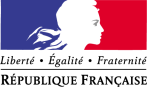 Liberté • Égalité • Fraternité
RÉPUBLIQUE FRANÇAISE